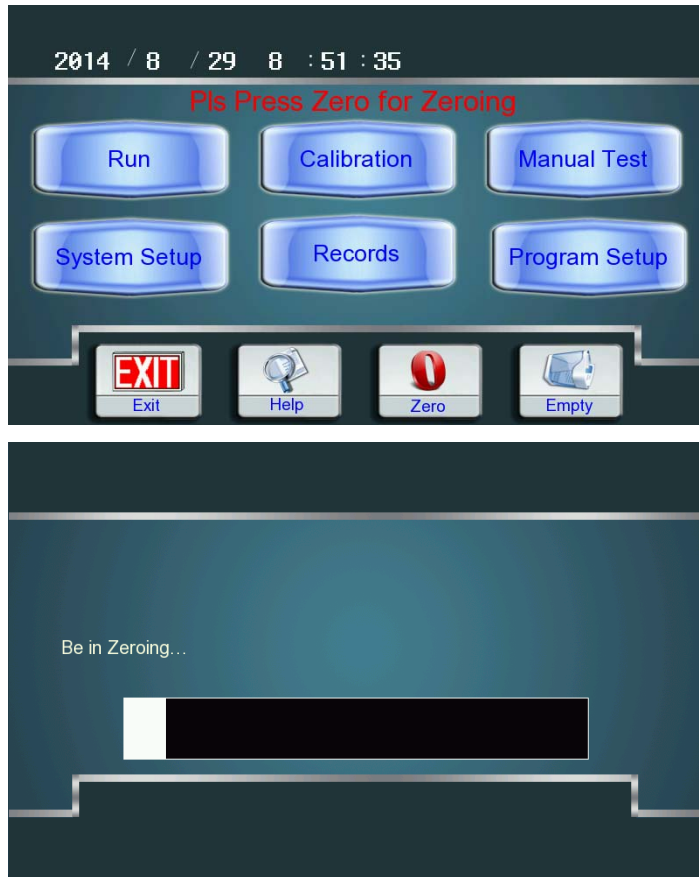 2014 / 8 / 29 8 : 51 : 35
Pls Press Zero for Zeroing
Run Calibration Manual Test
System Setup Records Program Setup
EXIT
Exit Help Zero Empty
Be in Zeroing...